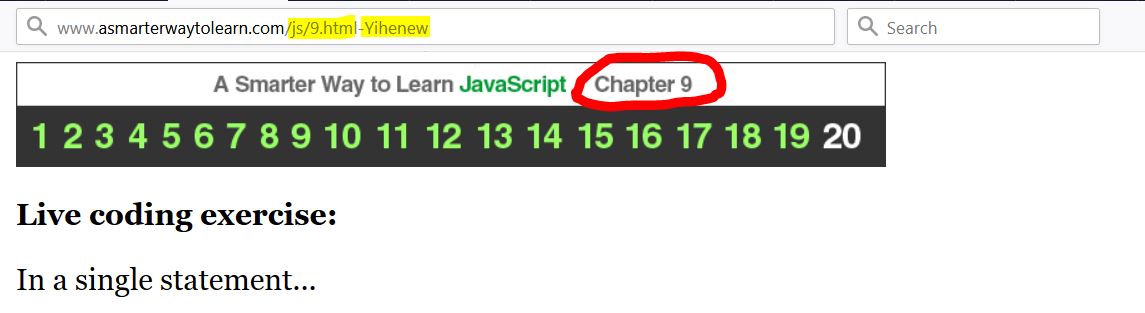 www.asmarterwaytolearn.com/js/9.html-Yihenew
Search
A Smarter Way to Learn JavaScript Chapter 9
1 2 3 4 5 6 7 8 9 10 11 12 13 14 15 16 17 18 19 20
Live coding exercise:
In a single statement...